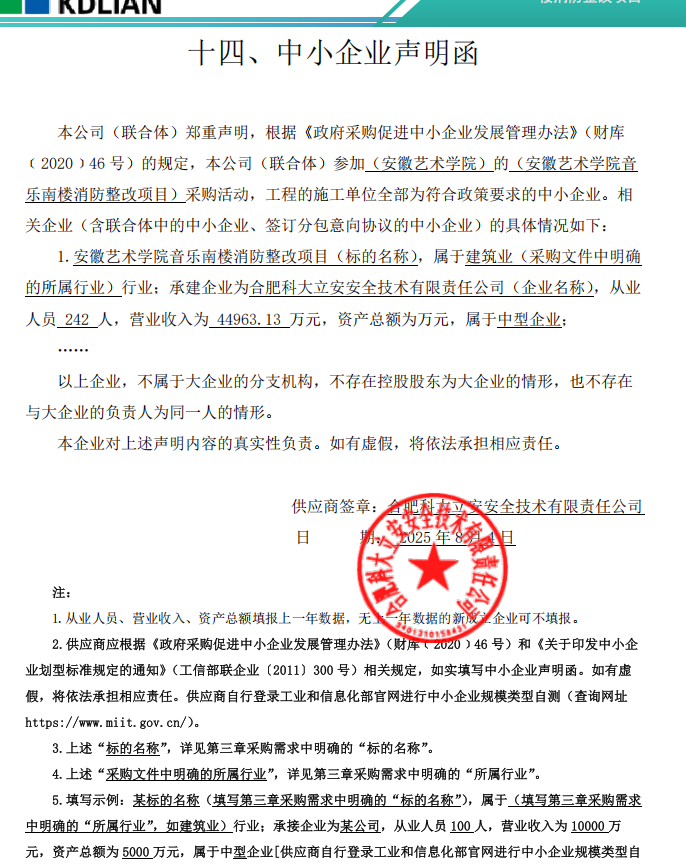 KDLIAN
十四、中小企业声明函
本公司（联合体）郑重声明，根据《政府采购促进中小企业发展管理办法》（财库
﹝2020﹞46 号）的规定，本公司（联合体）参加（安徽艺术学院）的（安徽艺术学院音
乐南楼消防整改项目）采购活动，工程的施工单位全部为符合政策要求的中小企业。相
关企业（含联合体中的中小企业、签订分包意向协议的中小企业）的具体情况如下：
1. 安徽艺术学院音乐南楼消防整改项目（标的名称），属于建筑业（采购文件中明确
的所属行业）行业；承建企业为合肥科大立安安全技术有限责任公司（企业名称），从业
人员 242 人，营业收入为 44963.13 万元，资产总额为万元，属于中型企业；
……
以上企业，不属于大企业的分支机构，不存在控股股东为大企业的情形，也不存在
与大企业的负责人为同一人的情形。
本企业对上述声明内容的真实性负责。如有虚假，将依法承担相应责任。
供应商签章：合肥科大立安安全技术有限责任公司
日 期：2025 年 8 月 4 日
合肥科大立安安全技术有限责任公司
注：
1. 从业人员、营业收入、资产总额填报上一年数据，无上一年数据的新成立企业可不填报。
2. 供应商应根据《政府采购促进中小企业发展管理办法》（财库﹝2020﹞46 号）和《关于印发中小企
业划型标准规定的通知》（工信部联企业〔2011〕300 号）相关规定，如实填写中小企业声明函。如有虚
假，将依法承担相应责任。供应商自行登录工业和信息化部官网进行中小企业规模类型自测（查询网址
https://www.miit.gov.cn/）。
3. 上述“标的名称”，详见第三章采购需求中明确的“标的名称”。
4. 上述“采购文件中明确的所属行业”，详见第三章采购需求中明确的“所属行业”。
5. 填写示例：某标的名称（填写第三章采购需求中明确的“标的名称”），属于（填写第三章采购需求
中明确的“所属行业”，如建筑业）行业；承接企业为某公司，从业人员 100 人，营业收入为 10000 万
元，资产总额为 5000 万元，属于中型企业[供应商自行登录工业和信息化部官网进行中小企业规模类型自